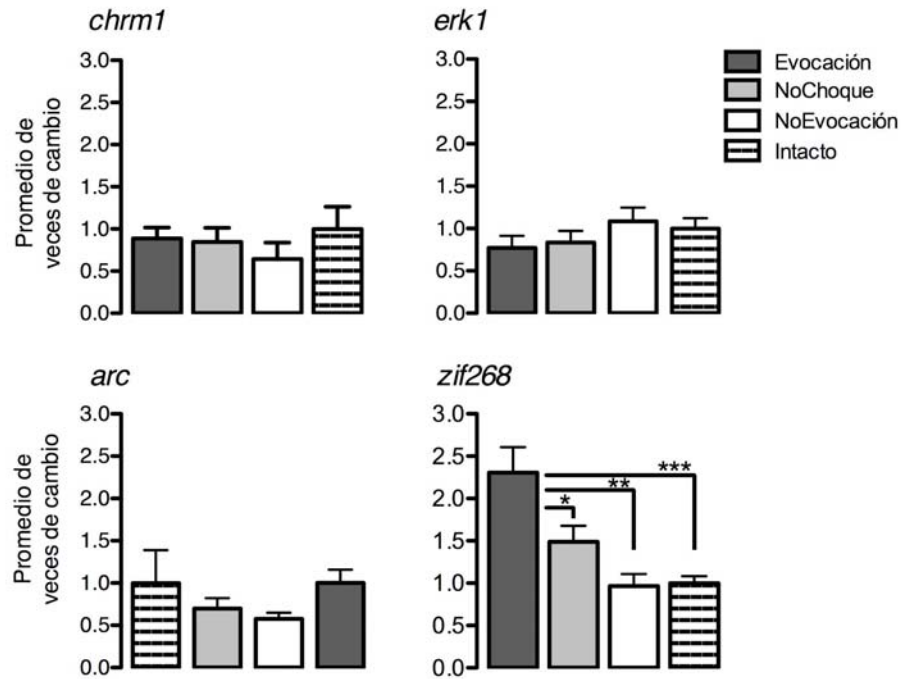 chrm1
3.0
2.5
2.0
1.5
1.0
0.5
0.0
Promedio de
veces de cambio
erk1
3.0
2.5
2.0
1.5
1.0
0.5
0.0
Evocación
NoChoque
NoEvocación
Intacto
arc
3.0
2.5
2.0
1.5
1.0
0.5
0.0
Promedio de
veces de cambio
zif268
3.0
2.5
2.0
1.5
1.0
0.5
0.0
***
**
*